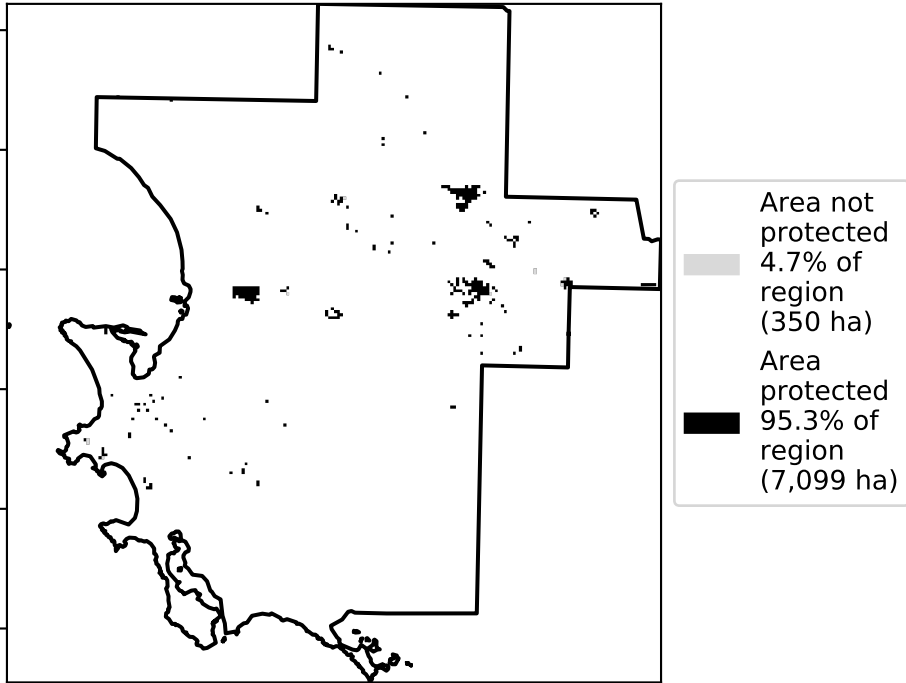 Area not
protected
4.7% of
region
(350 ha)
Area
protected
95.3% of
region
(7,099 ha)